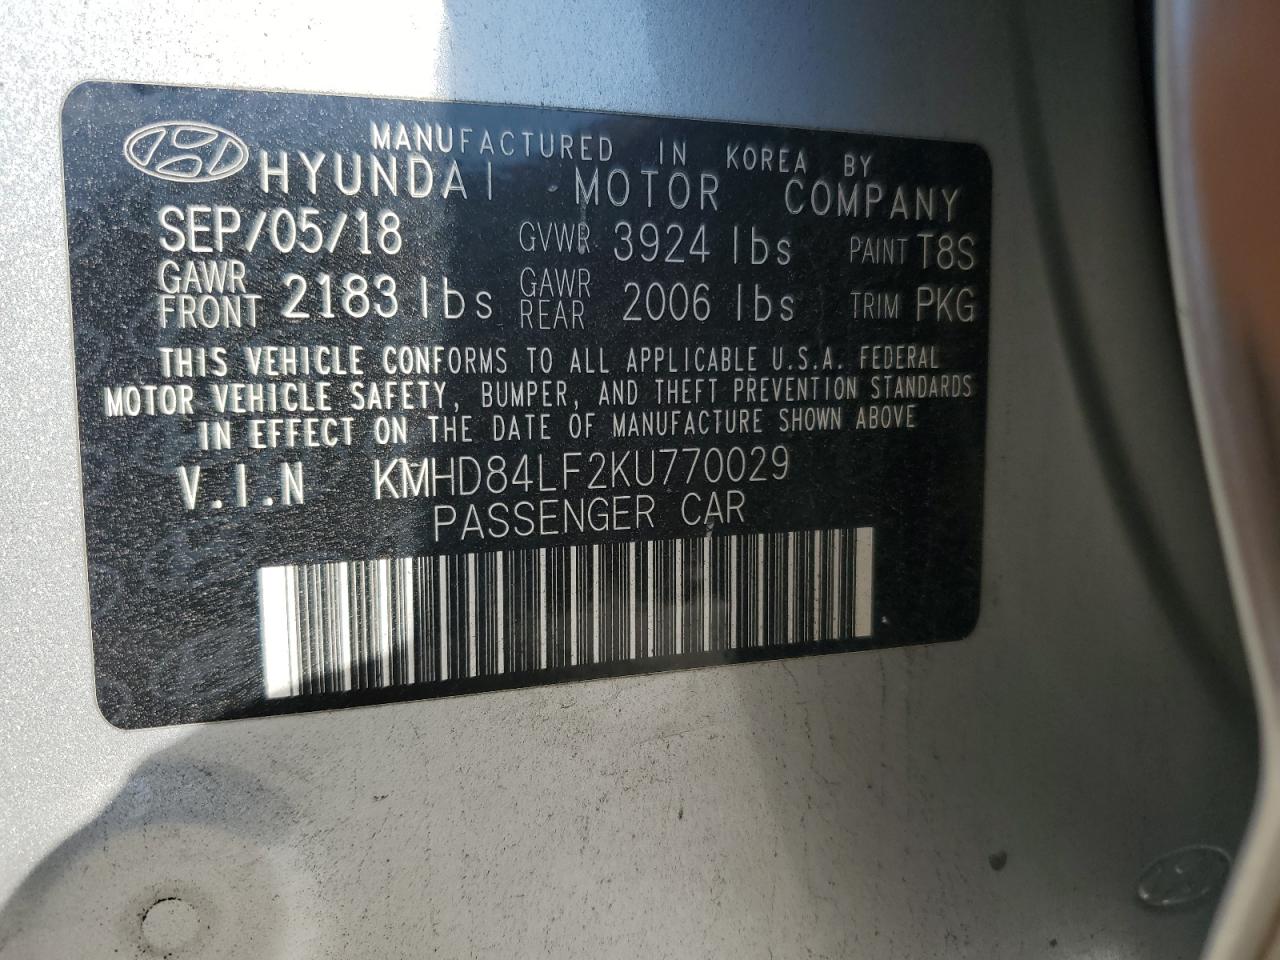 MANUFACTURED IN KOREA BY
HYUNDAI MOTOR COMPANY
SEP/05/18 GVWR 3924 lbs PAINT T8S
GAWR FRONT 2183 lbs GAWR REAR 2006 lbs TRIM PKG
THIS VEHICLE CONFORMS TO ALL APPLICABLE U.S.A. FEDERAL
MOTOR VEHICLE SAFETY, BUMPER, AND THEFT PREVENTION STANDARDS
IN EFFECT ON THE DATE OF MANUFACTURE SHOWN ABOVE
V.I.N KMHD84LF2KU770029
PASSENGER CAR